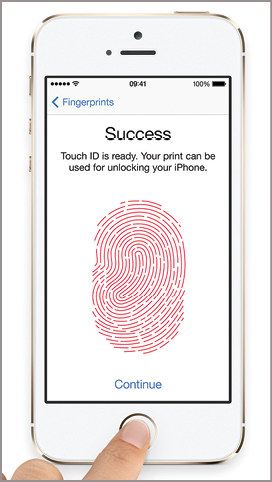 09:41
100%
Fingerprints
Success
Touch ID is ready. Your print can be
used for unlocking your iPhone.
Continue